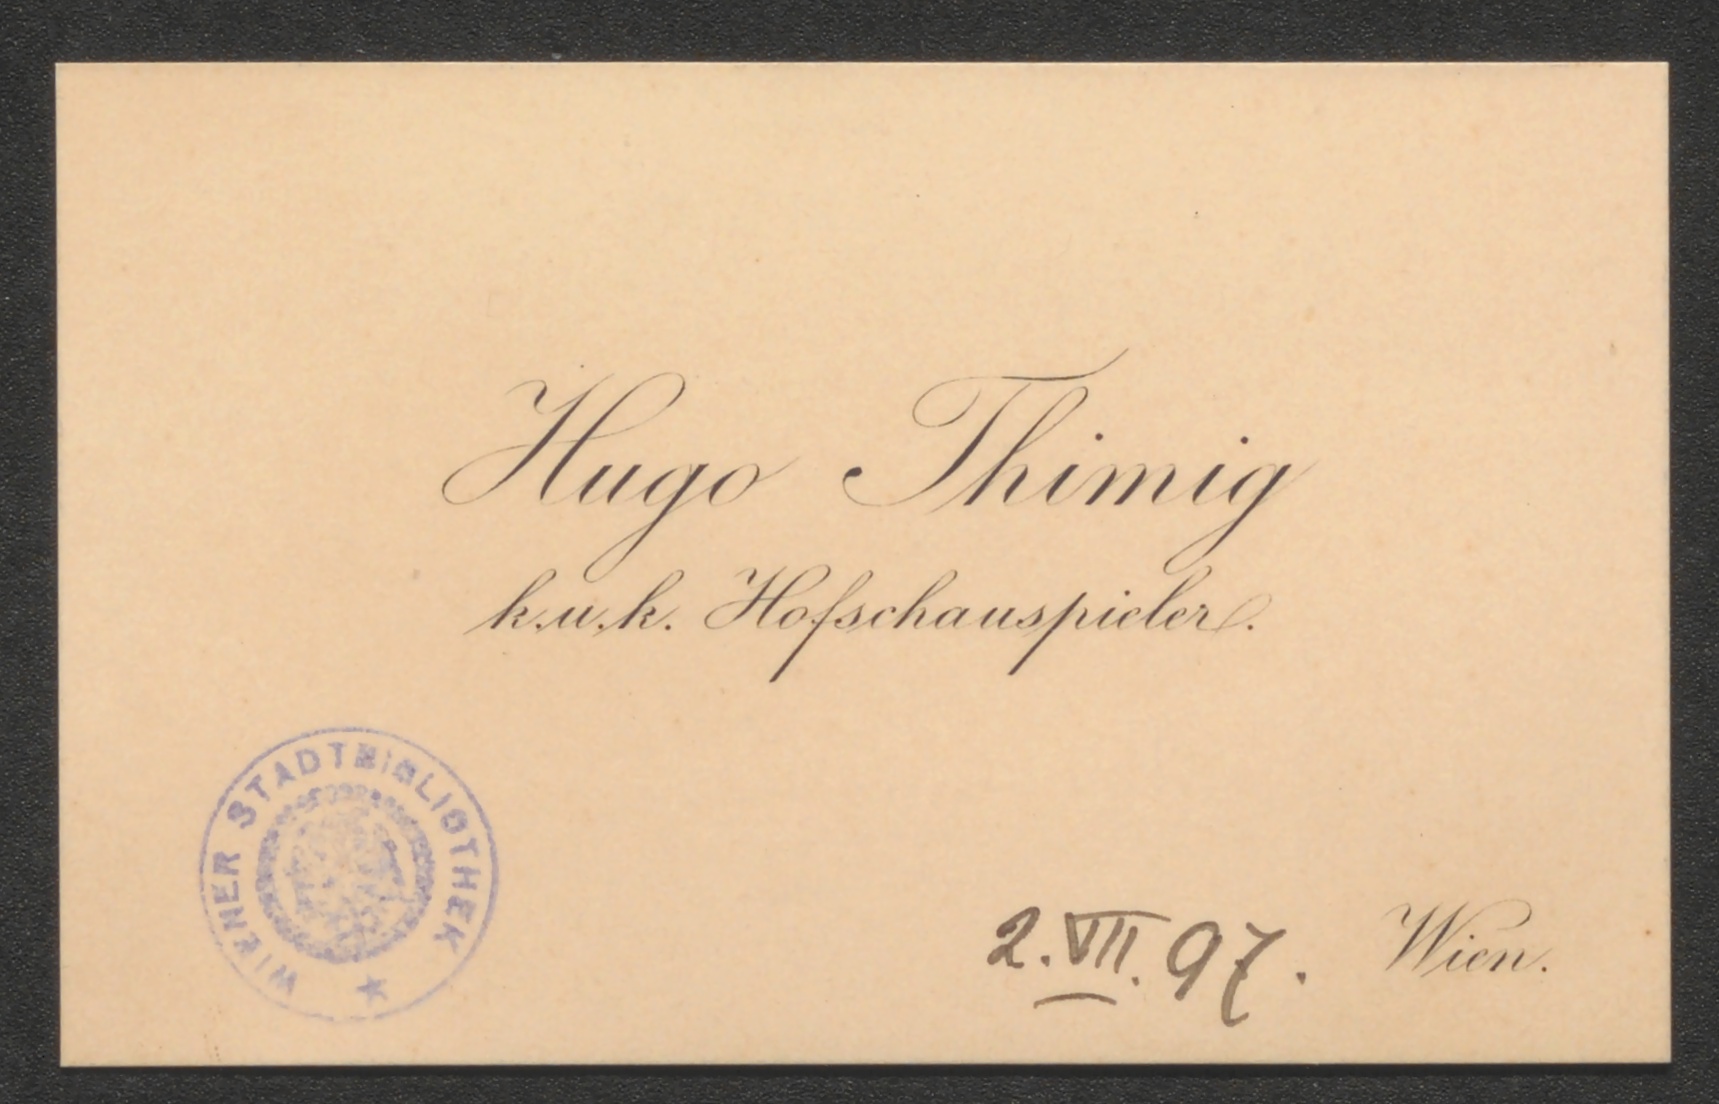 Hugo Thimig
k.u.k. Hofschauspieler.
WIENER STADTBIBLIOTHEK
2. VII. 97. Wien.